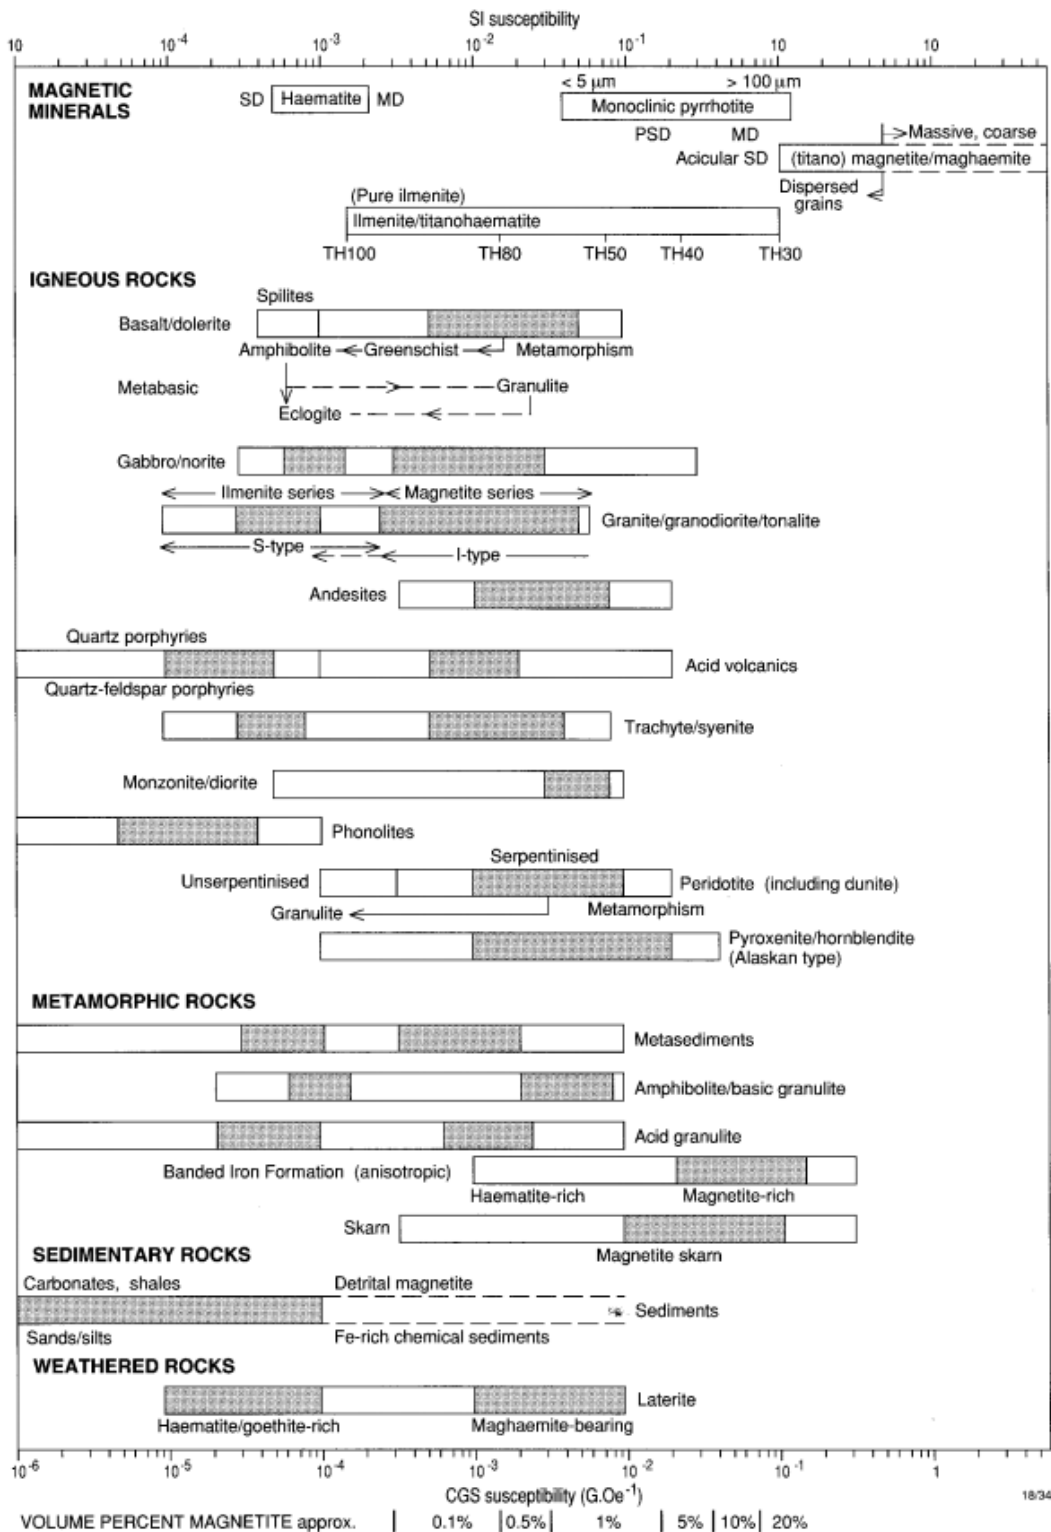 SI susceptibility
10 10-4 10-3 10-2 10-1 10 10
MAGNETIC
MINERALS
SD Haematite MD
< 5 µm > 100 µm
Monoclinic pyrrhotite
PSD MD
Massive, coarse
Acicular SD (titano) magnetite/maghaemite
Dispersed
grains
(Pure ilmenite)
Ilmenite/titanohaematite
TH100 TH80 TH50 TH40 TH30
IGNEOUS ROCKS
Spilites
Basalt/dolerite
Amphibolite Greenschist Metamorphism
Metabasic Granulite
Eclogite
Gabbro/norite
Ilmenite series Magnetite series
Granite/granodiorite/tonalite
S-type I-type
Andesites
Quartz porphyries
Acid volcanics
Quartz-feldspar porphyries
Trachyte/syenite
Monzonite/diorite
Phonolites
Serpentinised
Unserpentinised Peridotite (including dunite)
Granulite Metamorphism
Pyroxenite/hornblendite
(Alaskan type)
METAMORPHIC ROCKS
Metasediments
Amphibolite/basic granulite
Acid granulite
Banded Iron Formation (anisotropic)
Haematite-rich Magnetite-rich
Skarn
Magnetite skarn
SEDIMENTARY ROCKS
Carbonates, shales Detrital magnetite
Sediments
Sands/silts Fe-rich chemical sediments
WEATHERED ROCKS
Laterite
Haematite/goethite-rich Maghaemite-bearing
10-6 10-5 10-4 10-3 10-2 10-1 1
CGS susceptibility (G.Oe-1)
18/34
VOLUME PERCENT MAGNETITE approx. | 0.1% |0.5%| 1% | 5% |10%| 20%